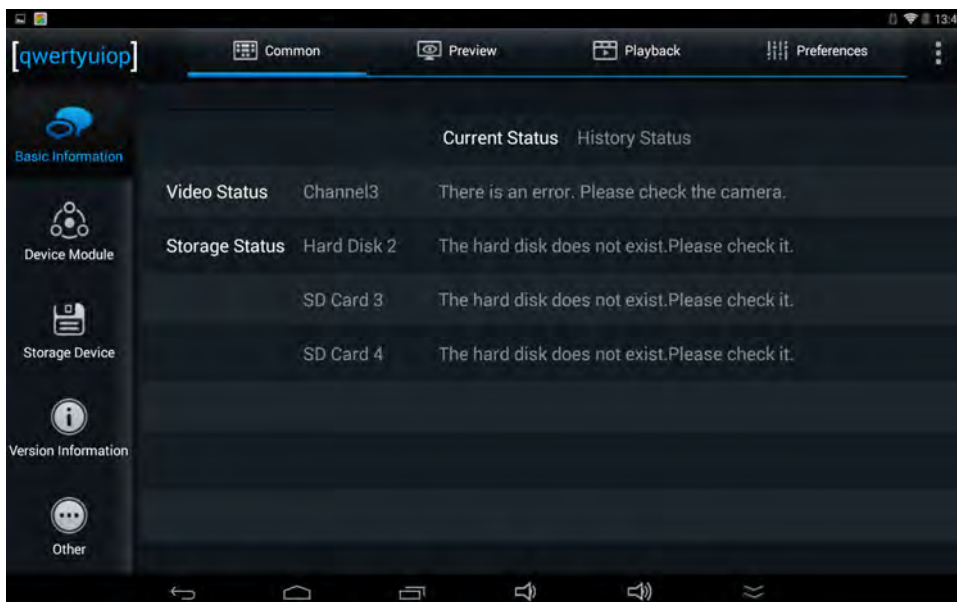 13:4
[qwertyuiop]
Common
Preview
Playback
Preferences
Basic Information
Device Module
Storage Device
Version Information
Other
Current Status History Status
Video Status Channel3 There is an error. Please check the camera.
Storage Status Hard Disk 2 The hard disk does not exist.Please check it.
SD Card 3 The hard disk does not exist.Please check it.
SD Card 4 The hard disk does not exist.Please check it.